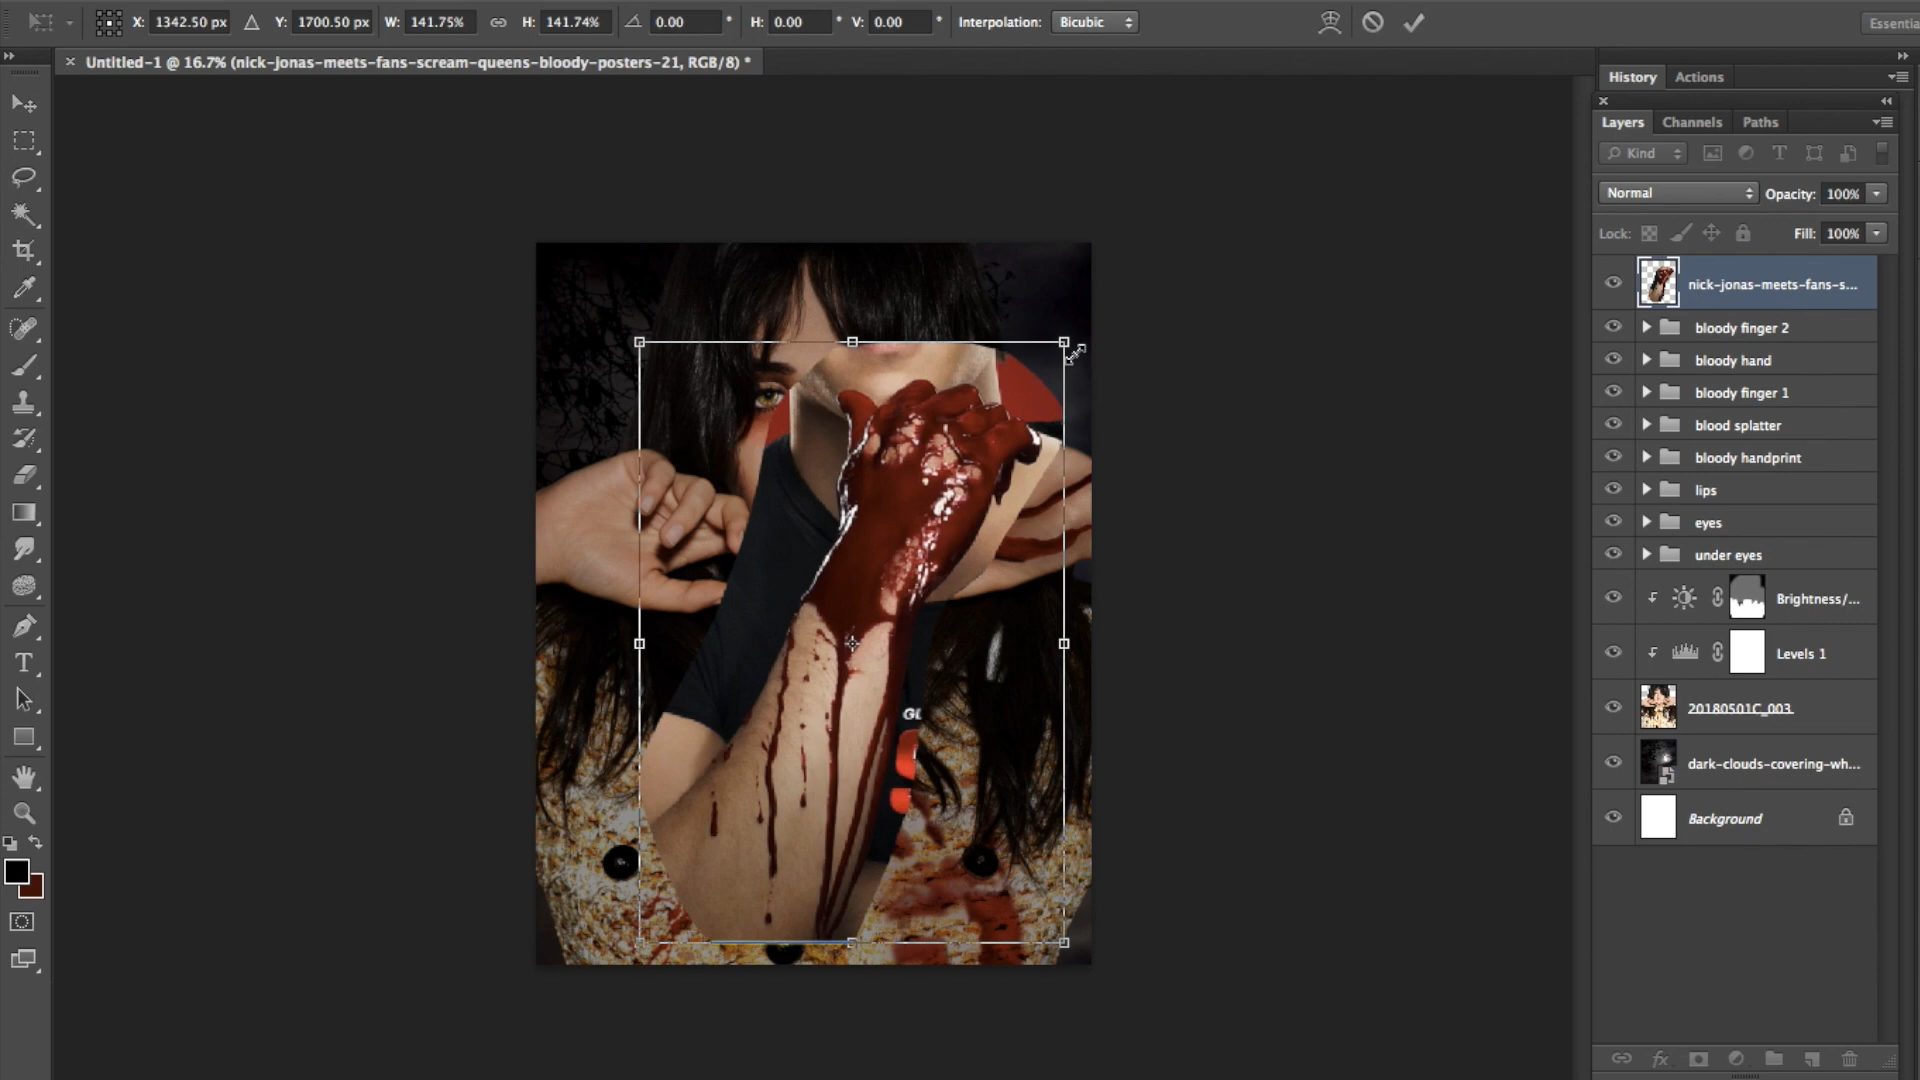 X: 1342.50 px Y: 1700.50 px W: 141.75% H: 141.74% 0.00 ° H: 0.00 ° V: 0.00 ° Interpolation: Bicubic Essentia
× Untitled-1 @ 16.7% (nick-jonas-meets-fans-scream-queens-bloody-posters-21, RGB/8) *
History Actions
Layers Channels Paths
Kind
Normal Opacity: 100%
Lock: Fill: 100%
nick-jonas-meets-fans-s...
bloody finger 2
bloody hand
bloody finger 1
blood splatter
bloody handprint
lips
eyes
under eyes
Brightness/...
Levels 1
20180501C_003
dark-clouds-covering-wh...
Background
GL